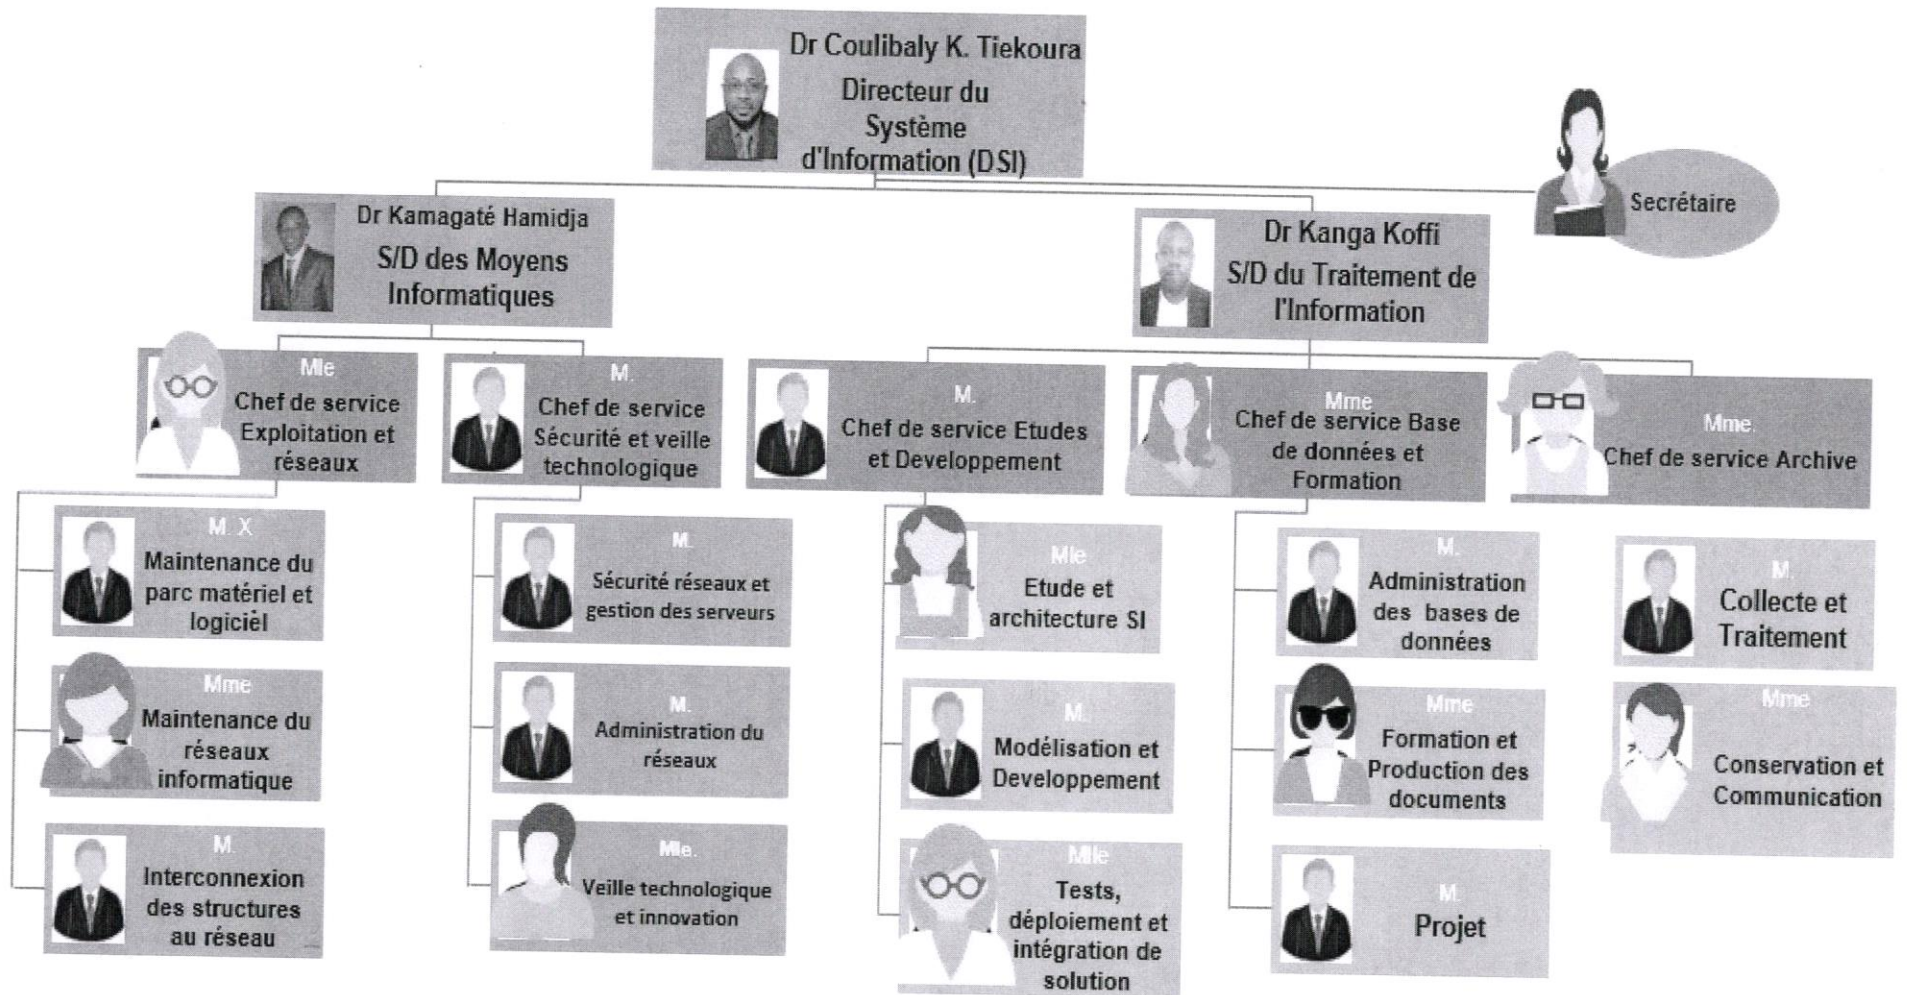 Dr Coulibaly K. Tiekoura
Directeur du
Système
d'Information (DSI)
Secrétaire
Dr Kamagaté Hamidja
S/D des Moyens
Informatiques
Dr Kanga Koffi
S/D du Traitement de
l'Information
Mle
Chef de service
Exploitation et
réseaux
M.
Chef de service
Sécurité et veille
technologique
M.
Chef de service Etudes
et Developpement
Mme
Chef de service Base
de données et
Formation
Mme.
Chef de service Archive
M. X
Maintenance du
parc matériel et
logiciel
Mme
Maintenance du
réseaux
informatique
M.
Interconnexion
des structures
au réseau
M.
Sécurité réseaux et
gestion des serveurs
M.
Administration du
réseaux
Mle.
Veille technologique
et innovation
Mle
Etude et
architecture SI
M.
Modélisation et
Developpement
Mlle
Tests,
déploiement et
intégration de
solution
M.
Administration
des bases de
données
Mme
Formation et
Production des
documents
M.
Projet
M.
Collecte et
Traitement
Mme
Conservation et
Communication